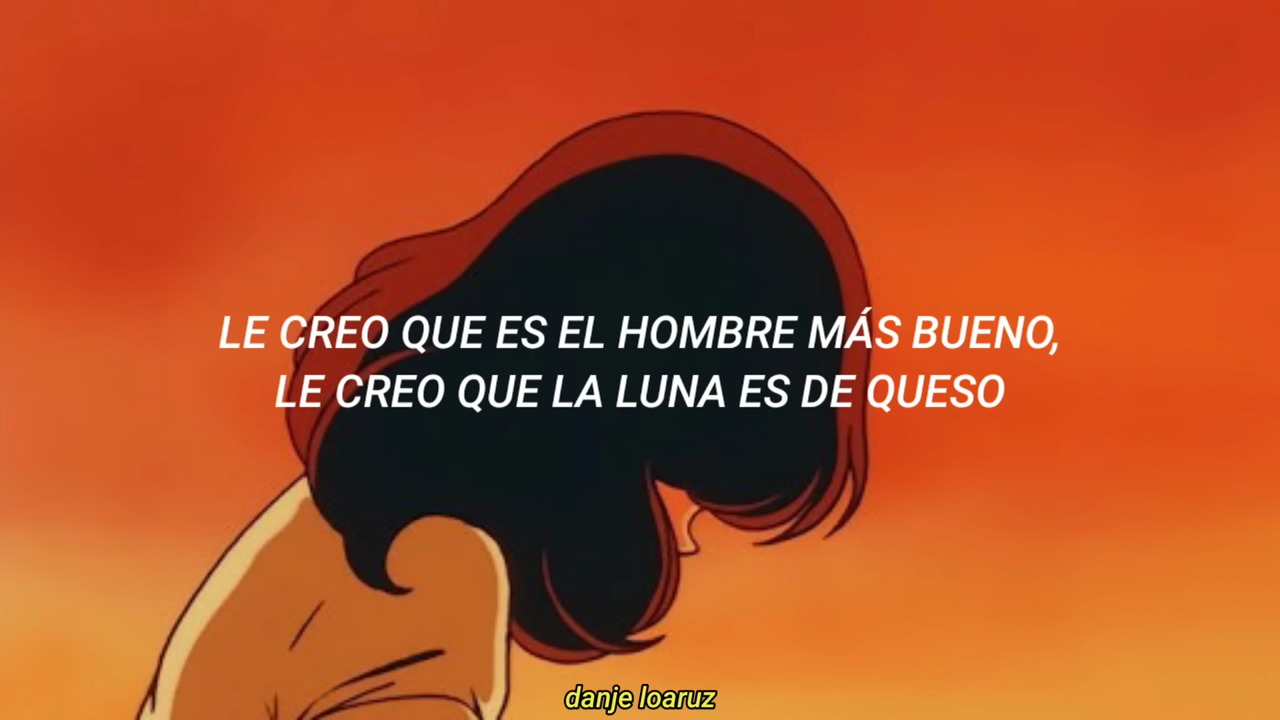 LE CREO QUE ES EL HOMBRE MÁS BUENO,
LE CREO QUE LA LUNA ES DE QUESO
danje loaruz